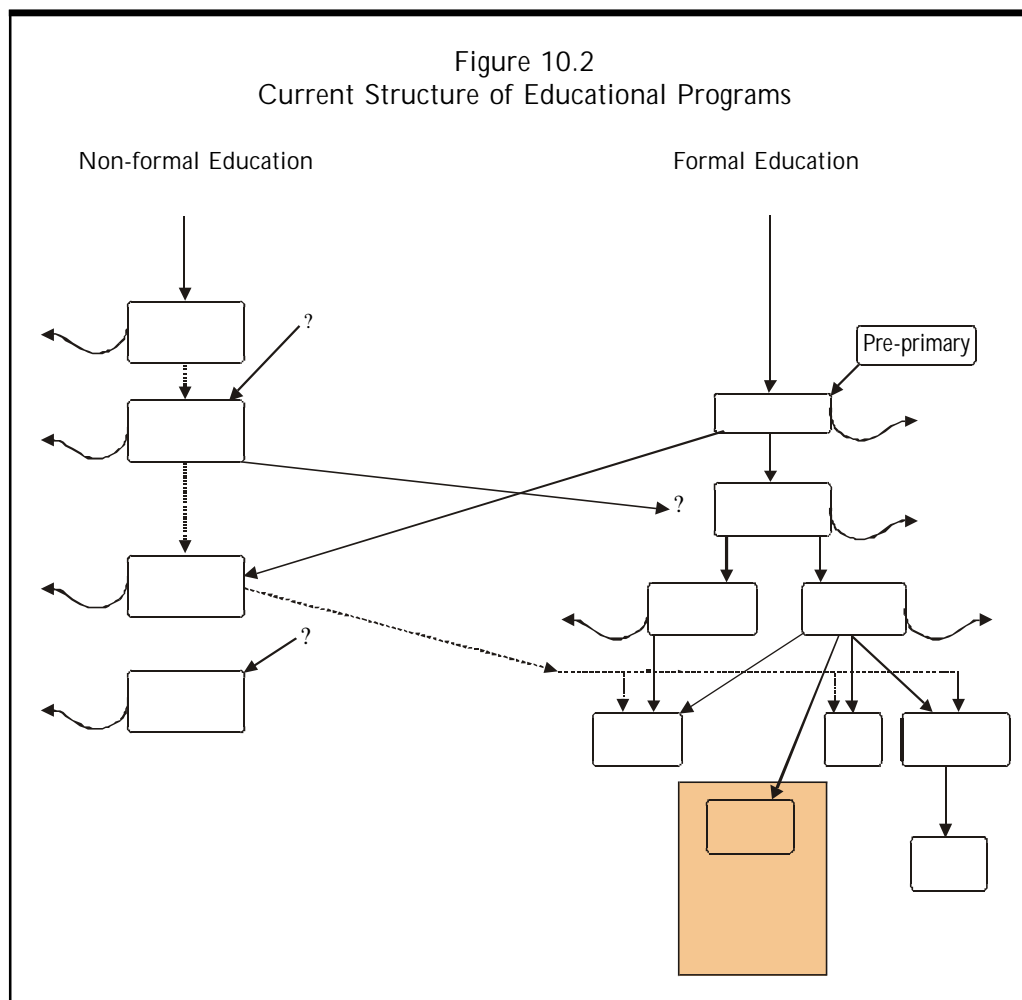 Figure 10.2
Current Structure of Educational Programs
Non-formal Education
Formal Education
?
Pre-primary
?
?